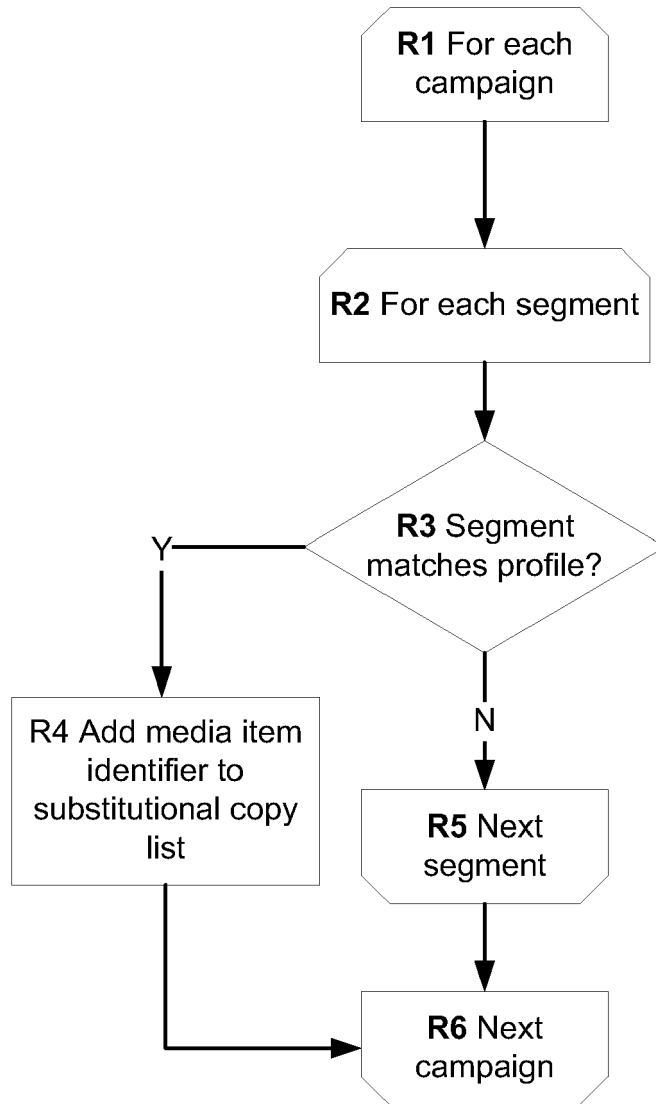 R1 For each
campaign
R2 For each segment
R3 Segment
matches profile?
Y
N
R4 Add media item
identifier to
substitutional copy
list
R5 Next
segment
R6 Next
campaign